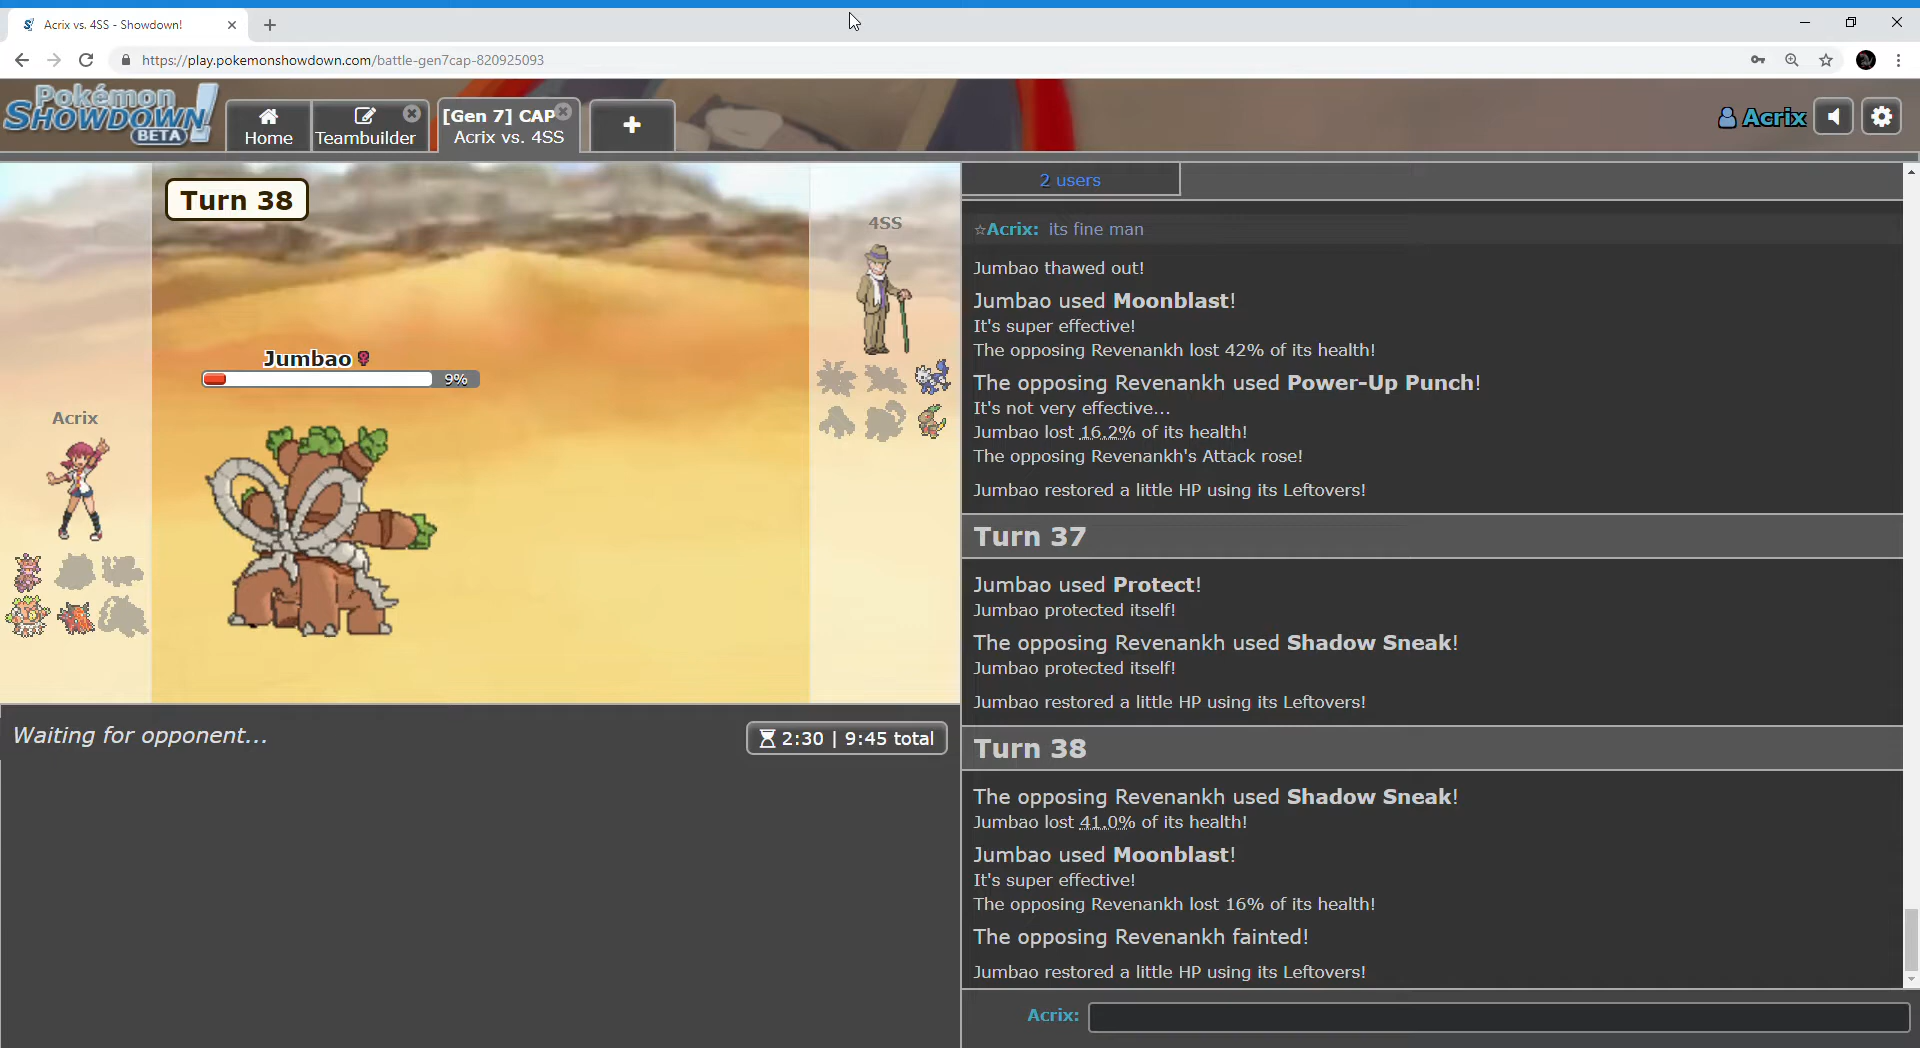 Acrix vs. 4SS - Showdown!
https://play.pokemonshowdown.com/battle-gen7cap-820925093
Pokémon
SHOWDOWN!
BETA
Home
Teambuilder
[Gen 7] CAP
Acrix vs. 4SS
Acrix
Turn 38
4SS
Jumbao
9%
Acrix
Waiting for opponent...
2:30 | 9:45 total
2 users
☆Acrix: its fine man
Jumbao thawed out!
Jumbao used Moonblast!
It's super effective!
The opposing Revenankh lost 42% of its health!
The opposing Revenankh used Power-Up Punch!
It's not very effective...
Jumbao lost 16.2% of its health!
The opposing Revenankh's Attack rose!
Jumbao restored a little HP using its Leftovers!
Turn 37
Jumbao used Protect!
Jumbao protected itself!
The opposing Revenankh used Shadow Sneak!
Jumbao protected itself!
Jumbao restored a little HP using its Leftovers!
Turn 38
The opposing Revenankh used Shadow Sneak!
Jumbao lost 41.0% of its health!
Jumbao used Moonblast!
It's super effective!
The opposing Revenankh lost 16% of its health!
The opposing Revenankh fainted!
Jumbao restored a little HP using its Leftovers!
Acrix: